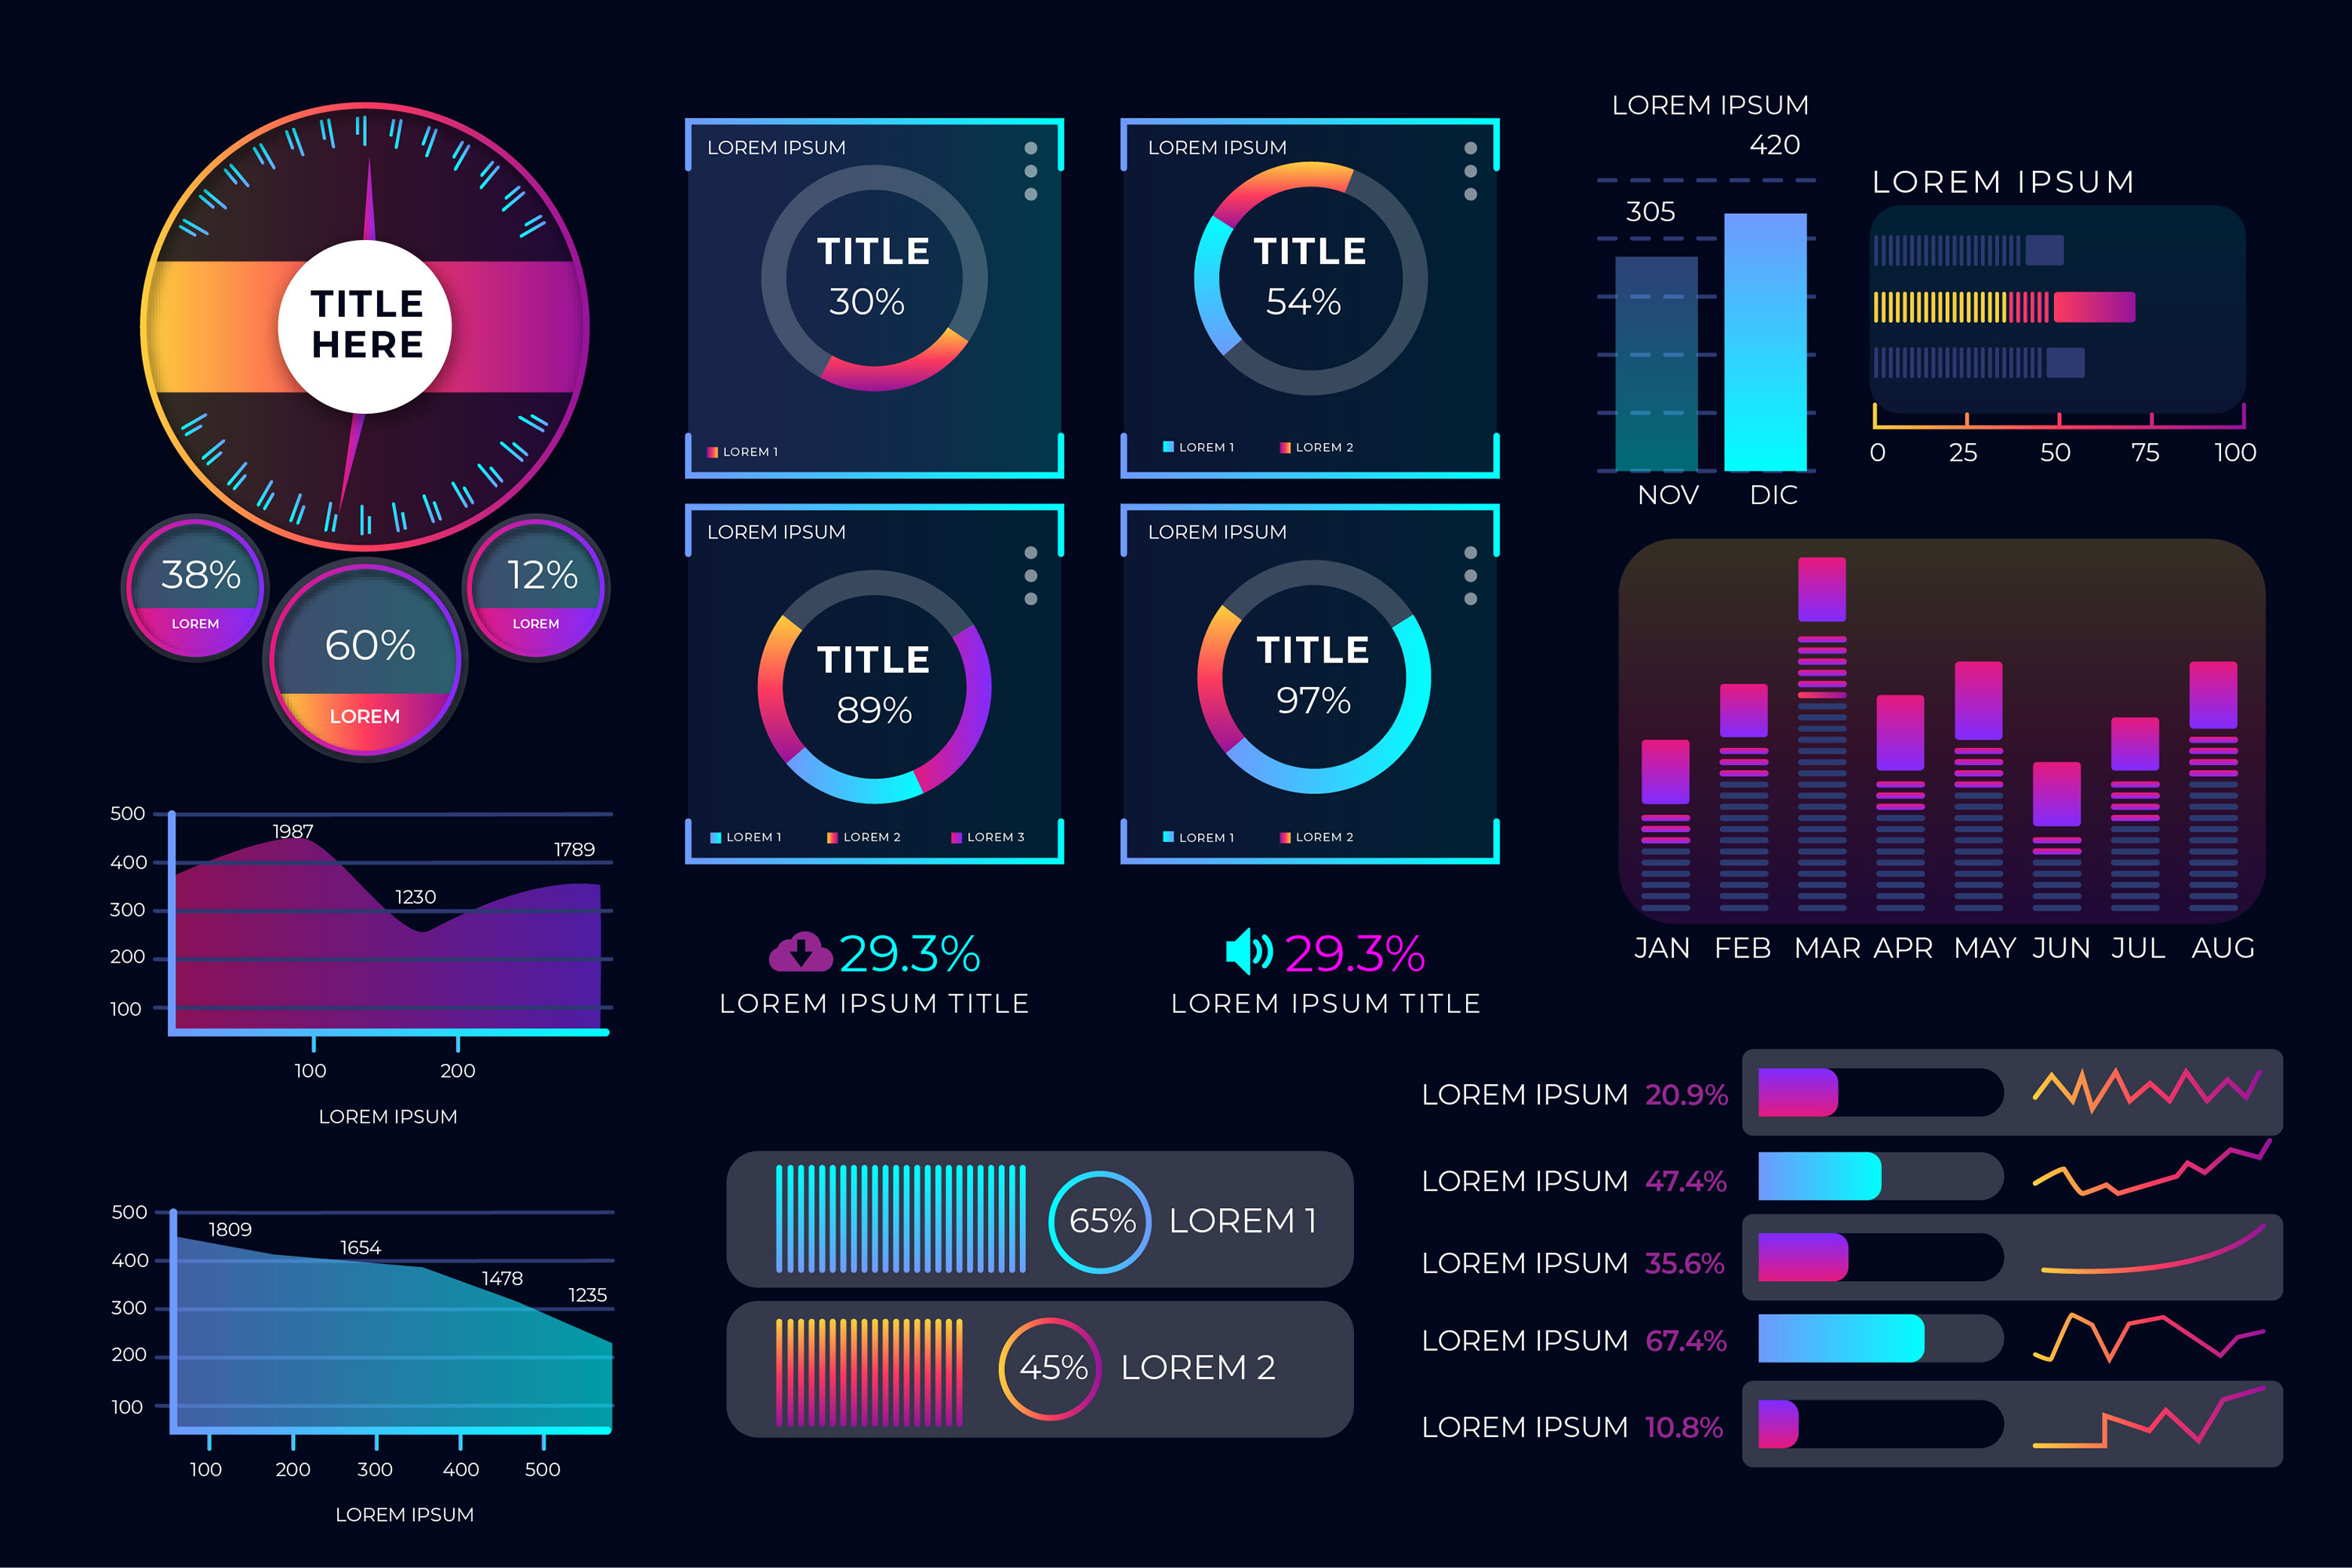 TITLE
HERE
38%
LOREM
12%
LOREM
60%
LOREM
500
400
300
200
100
1987
1230
1789
100 200
LOREM IPSUM
500
400
300
200
100
1809
1654
1478
1235
100 200 300 400 500
LOREM IPSUM
LOREM IPSUM
TITLE
30%
LOREM 1
LOREM IPSUM
TITLE
54%
LOREM 1 LOREM 2
LOREM IPSUM
TITLE
89%
LOREM 1 LOREM 2 LOREM 3
LOREM IPSUM
TITLE
97%
LOREM 1 LOREM 2
29.3%
LOREM IPSUM TITLE
29.3%
LOREM IPSUM TITLE
65% LOREM 1
45% LOREM 2
LOREM IPSUM
420
305
NOV DIC
LOREM IPSUM
0 25 50 75 100
JAN FEB MAR APR MAY JUN JUL AUG
LOREM IPSUM 20.9%
LOREM IPSUM 47.4%
LOREM IPSUM 35.6%
LOREM IPSUM 67.4%
LOREM IPSUM 10.8%